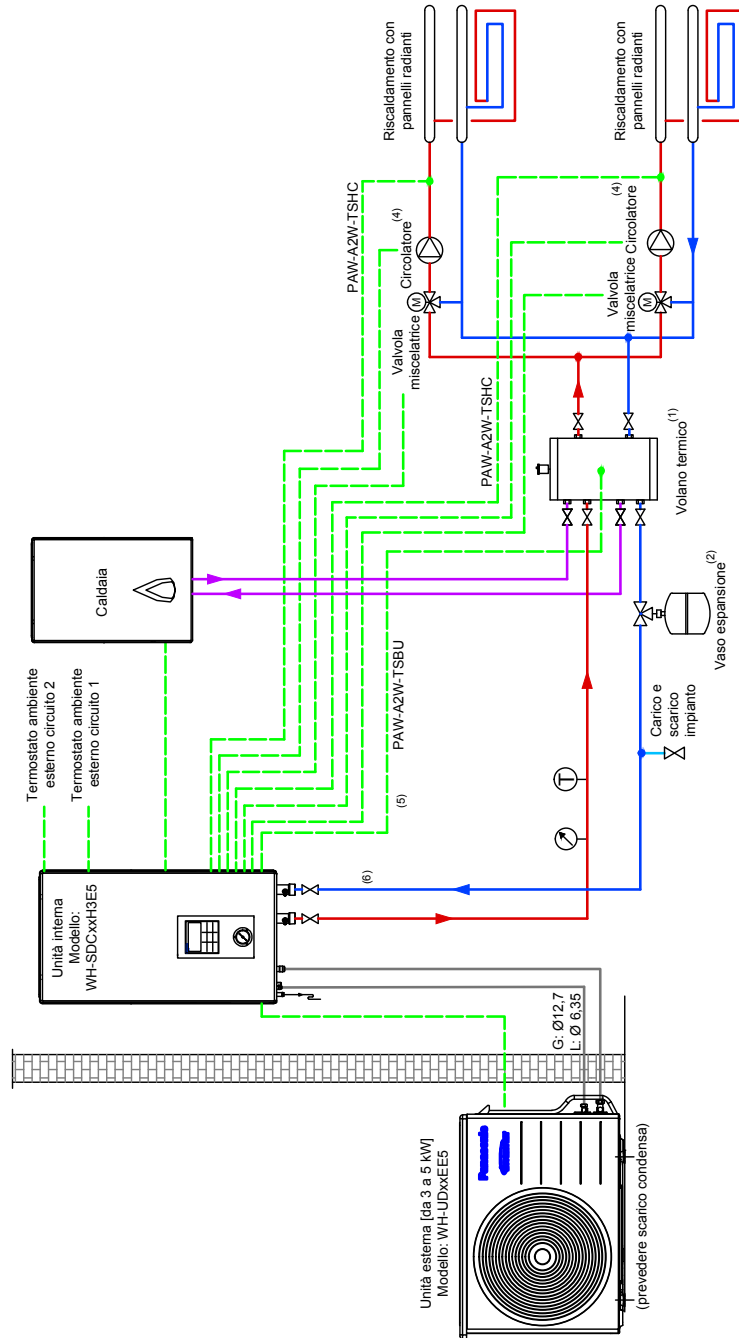 Termostato ambiente
esterno circuito 2
Termostato ambiente
esterno circuito 1
Caldaia
Riscaldamento con
pannelli radianti
Riscaldamento con
pannelli radianti
PAW-A2W-TSHC
Circolatore (4)
Valvola
miscelatrice
PAW-A2W-TSHC
(4)
Valvola
miscelatrice Circolatore
M
M
Unità interna
Modello:
WH-SDCxxH3E5
PAW-A2W-TSBU
(5)
(6)
T
Volano termico (1)
Vaso espansione (2)
Carico e
scarico
impianto
G: Ø12,7
L: Ø 6,35
Unità esterna [da 3 a 5 kW]
Modello: WH-UDxxEE5
Panasonic
(prevedere scarico condensa)